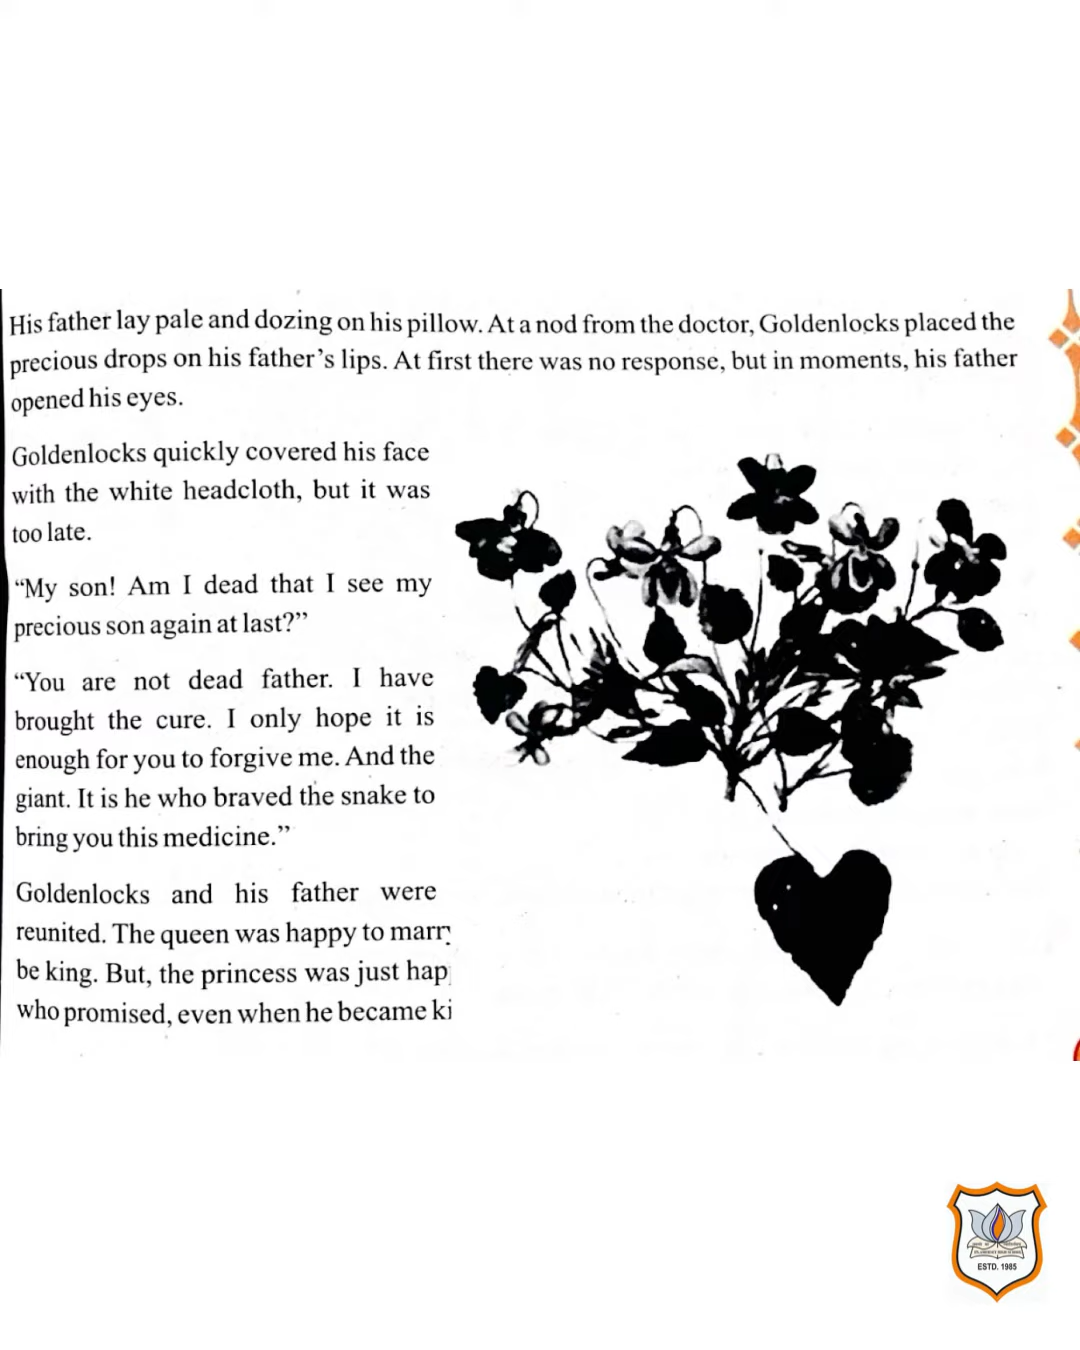 His father lay pale and dozing on his pillow. At a nod from the doctor, Goldenlocks placed the
precious drops on his father’s lips. At first there was no response, but in moments, his father
opened his eyes.
Goldenlocks quickly covered his face
with the white headcloth, but it was
too late.
“My son! Am I dead that I see my
precious son again at last?”
“You are not dead father. I have
brought the cure. I only hope it is
enough for you to forgive me. And the
giant. It is he who braved the snake to
bring you this medicine.”
Goldenlocks and his father were
reunited. The queen was happy to marr
be king. But, the princess was just hap
who promised, even when he became ki
ESTD. 1985